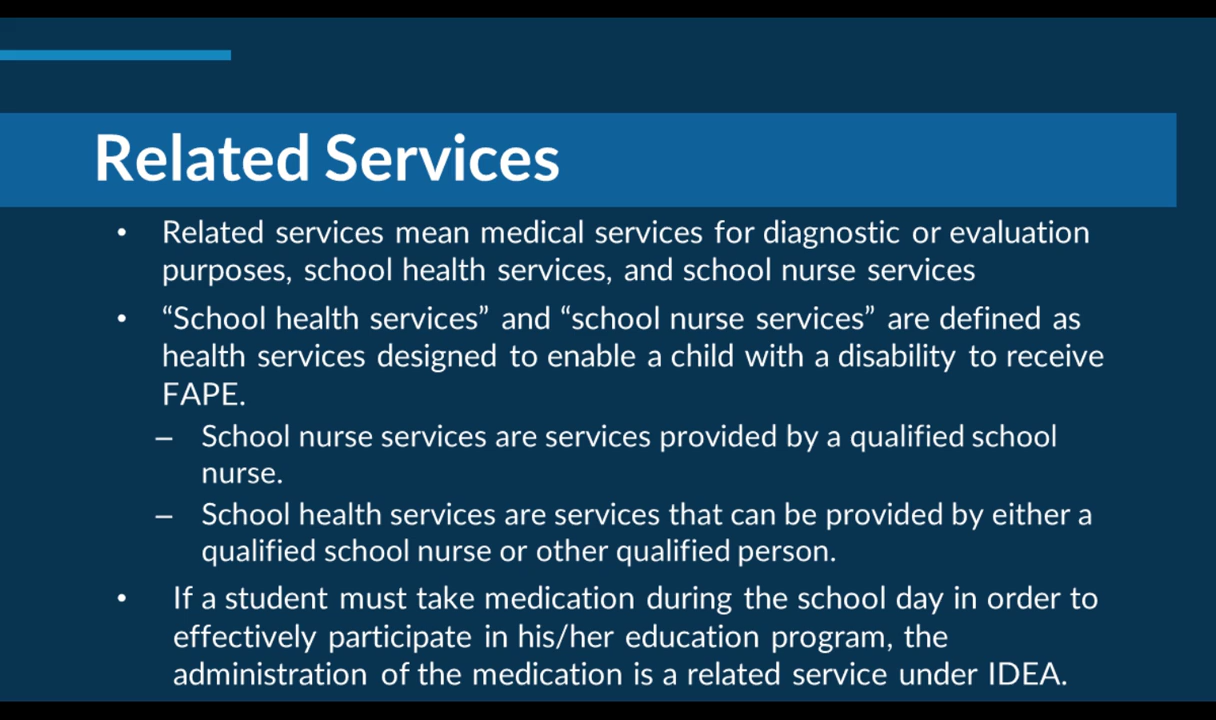 Related Services
• Related services mean medical services for diagnostic or evaluation
purposes, school health services, and school nurse services
• “School health services” and “school nurse services” are defined as
health services designed to enable a child with a disability to receive
FAPE.
– School nurse services are services provided by a qualified school
nurse.
– School health services are services that can be provided by either a
qualified school nurse or other qualified person.
• If a student must take medication during the school day in order to
effectively participate in his/her education program, the
administration of the medication is a related service under IDEA.